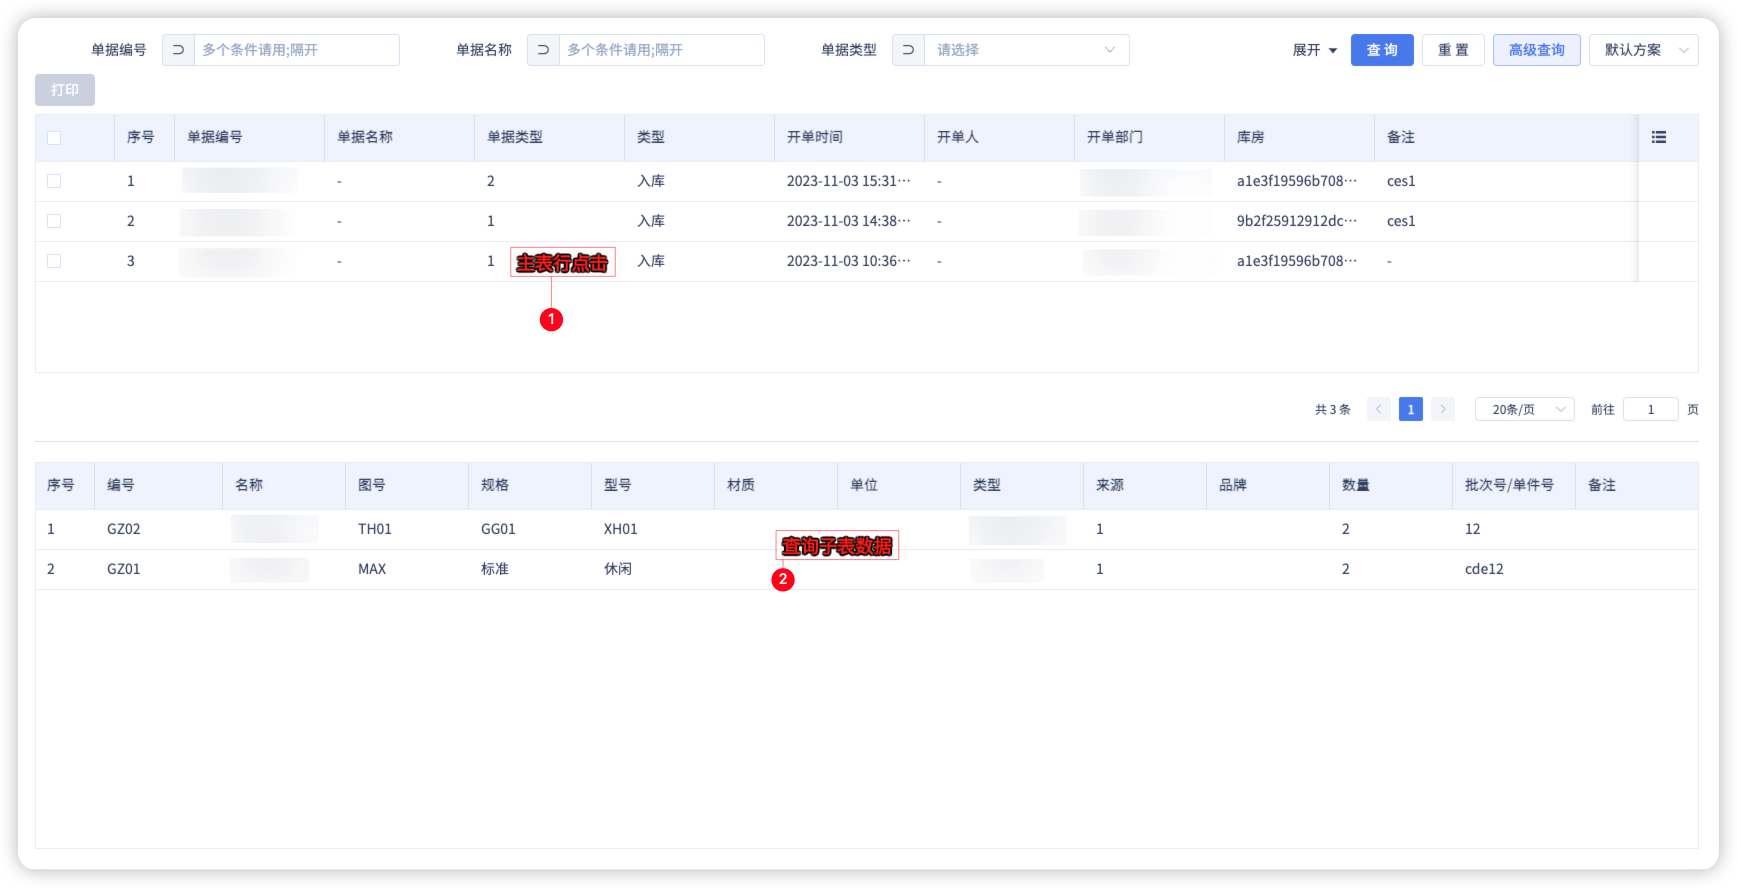 单据编号 ⊃ 多个条件请用;隔开 单据名称 ⊃ 多个条件请用;隔开 单据类型 ⊃ 请选择 展开 查 询 重 置 高级查询 默认方案
打印
序号 单据编号 单据名称 单据类型 类型 开单时间 开单人 开单部门 库房 备注
1 - 2 入库 2023-11-03 15:31··· - a1e3f19596b708··· ces1
2 - 1 入库 2023-11-03 14:38··· - 9b2f25912912dc··· ces1
3 - 1 主表行点击 入库 2023-11-03 10:36··· - a1e3f19596b708··· -
1
共 3 条 < 1 > 20条/页 前往 1 页
序号 编号 名称 图号 规格 型号 材质 单位 类型 来源 品牌 数量 批次号/单件号 备注
1 GZ02 TH01 GG01 XH01 1 2 12
查询子表数据
2 GZ01 MAX 标准 休闲 1 2 cde12
2